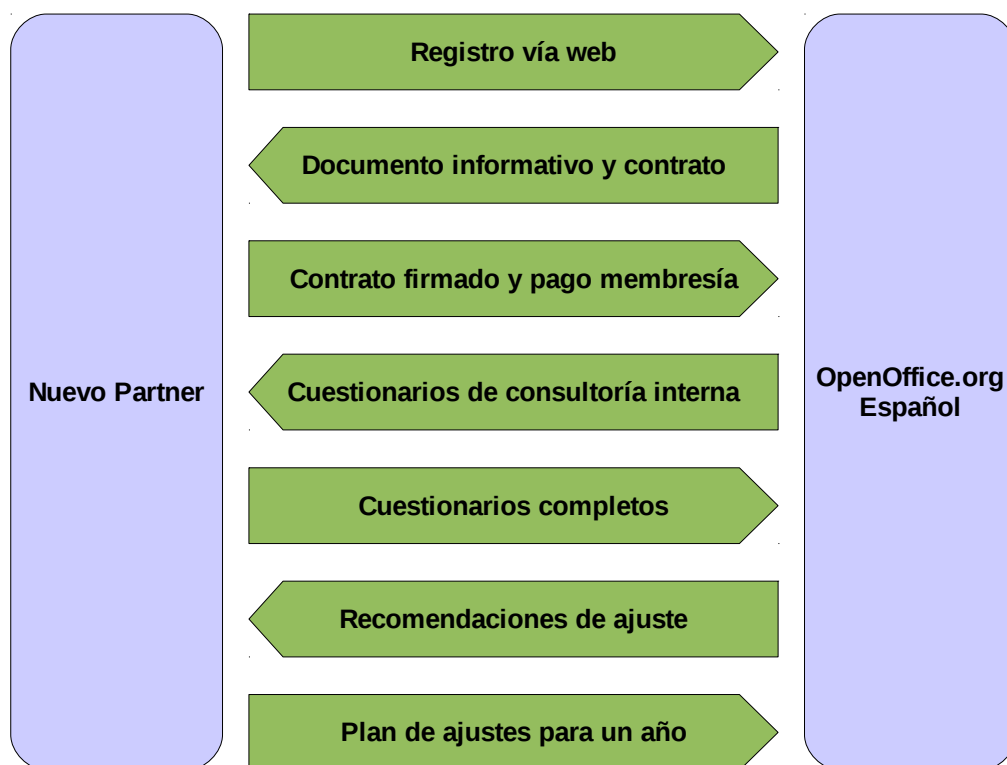 Registro vía web
Documento informativo y contrato
Contrato firmado y pago membresía
Nuevo Partner
Cuestionarios de consultoría interna
OpenOffice.org
Español
Cuestionarios completos
Recomendaciones de ajuste
Plan de ajustes para un año